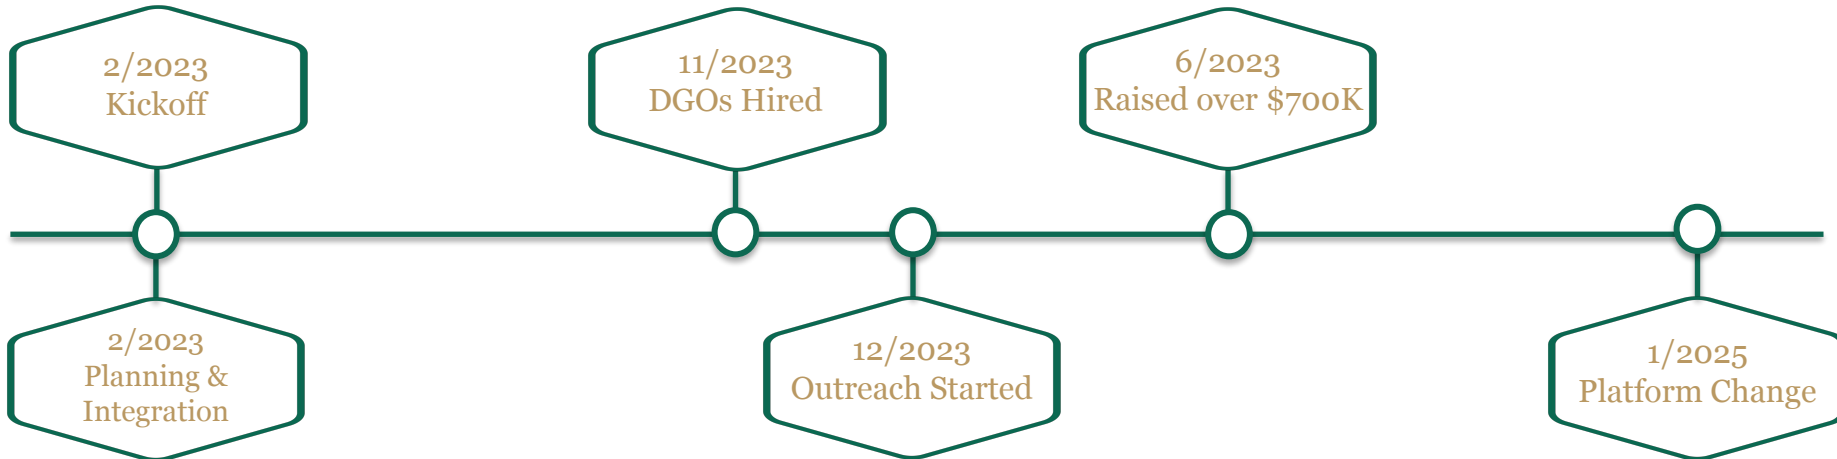 2/2023
Kickoff
11/2023
DGOs Hired
6/2023
Raised over $700K
2/2023
Planning &
Integration
12/2023
Outreach Started
1/2025
Platform Change